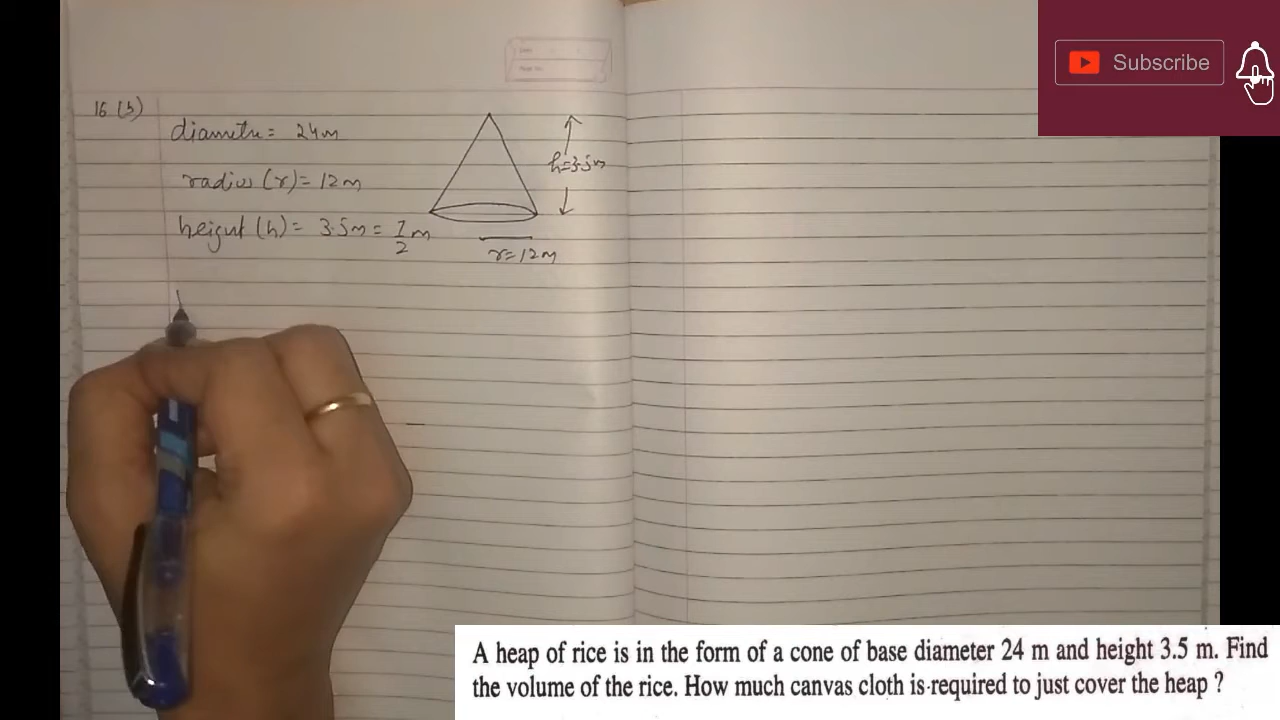 Subscribe
16 (b)
diameter = 24m
radius (r) = 12m
height (h) = 3.5m = 7/2 m
h=3.5m
r=12m
A heap of rice is in the form of a cone of base diameter 24 m and height 3.5 m. Find
the volume of the rice. How much canvas cloth is required to just cover the heap ?